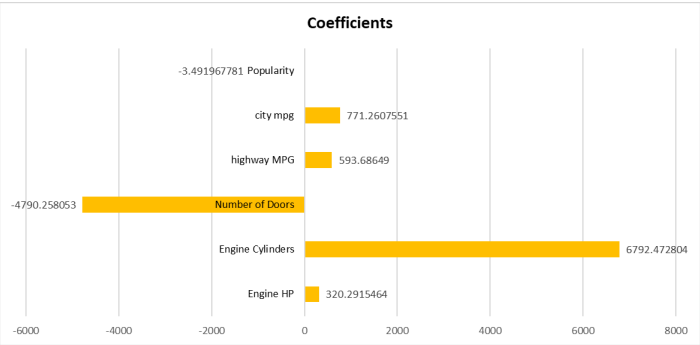 Coefficients
-3.491967781 Popularity
city mpg 771.2607551
highway MPG 593.68649
-4790.258053 Number of Doors
Engine Cylinders 6792.472804
Engine HP 320.2915464
-6000 -4000 -2000 0 2000 4000 6000 8000